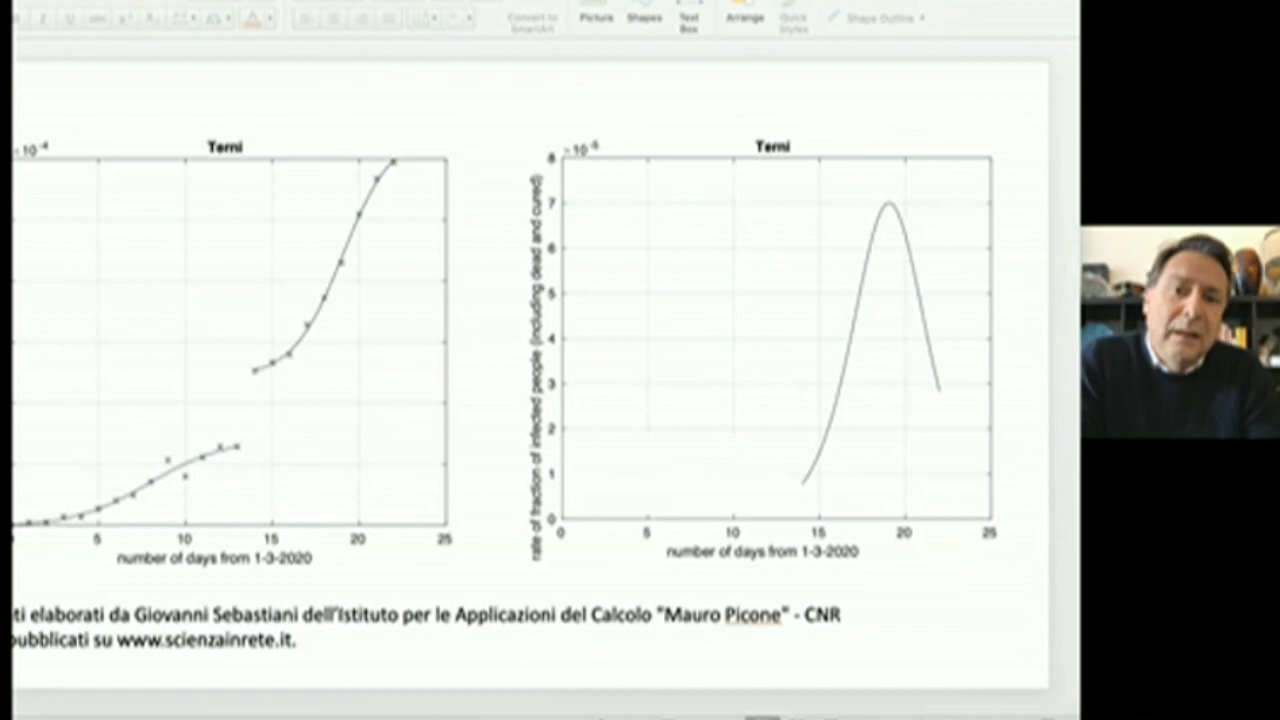 Convert to
SmartArt
Picture
Shapes
Text
Box
Arrange
Quick
Styles
Shape Outline
10-4
Terni
5
10
15
20
25
number of days from 1-3-2020
Terni
8
7
6
5
4
3
2
1
0
rate of fraction of infected people (including dead and cured)
0
5
10
15
20
25
number of days from 1-3-2020
ti elaborati da Giovanni Sebastiani dell'Istituto per le Applicazioni del Calcolo "Mauro Picone" - CNR
pubblicati su www.scienzainrete.it.